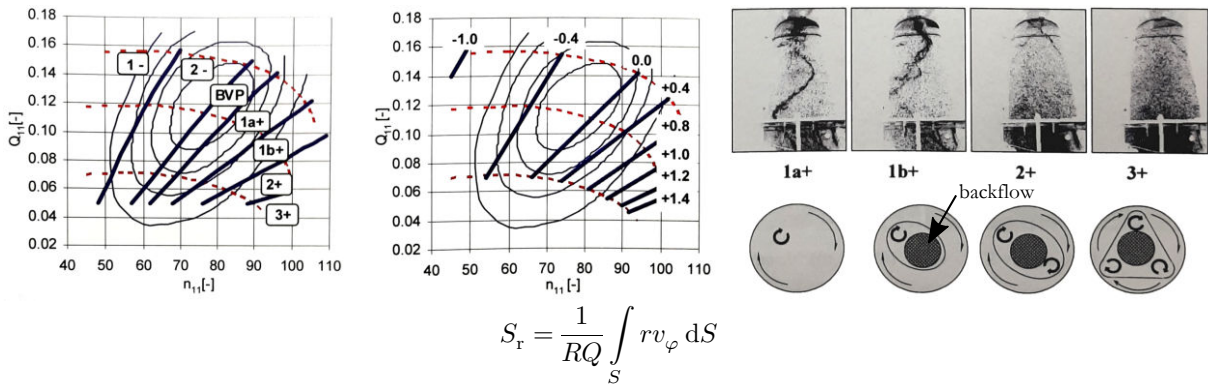 0.18
0.16
0.14
0.12
0.10
0.08
0.06
0.04
0.02
Q11[-]
1 -
2 -
BVP
1a+
1b+
2+
3+
40 50 60 70 80 90 100 110
n11[-]
0.18
0.16
0.14
0.12
0.10
0.08
0.06
0.04
0.02
Q11[-]
-1.0
-0.4
0.0
+0.4
+0.8
+1.0
+1.2
+1.4
40 50 60 70 80 90 100 110
n11[-]
1a+ 1b+ 2+ 3+
backflow
S_r = 1/RQ ∫_S rv_φ dS